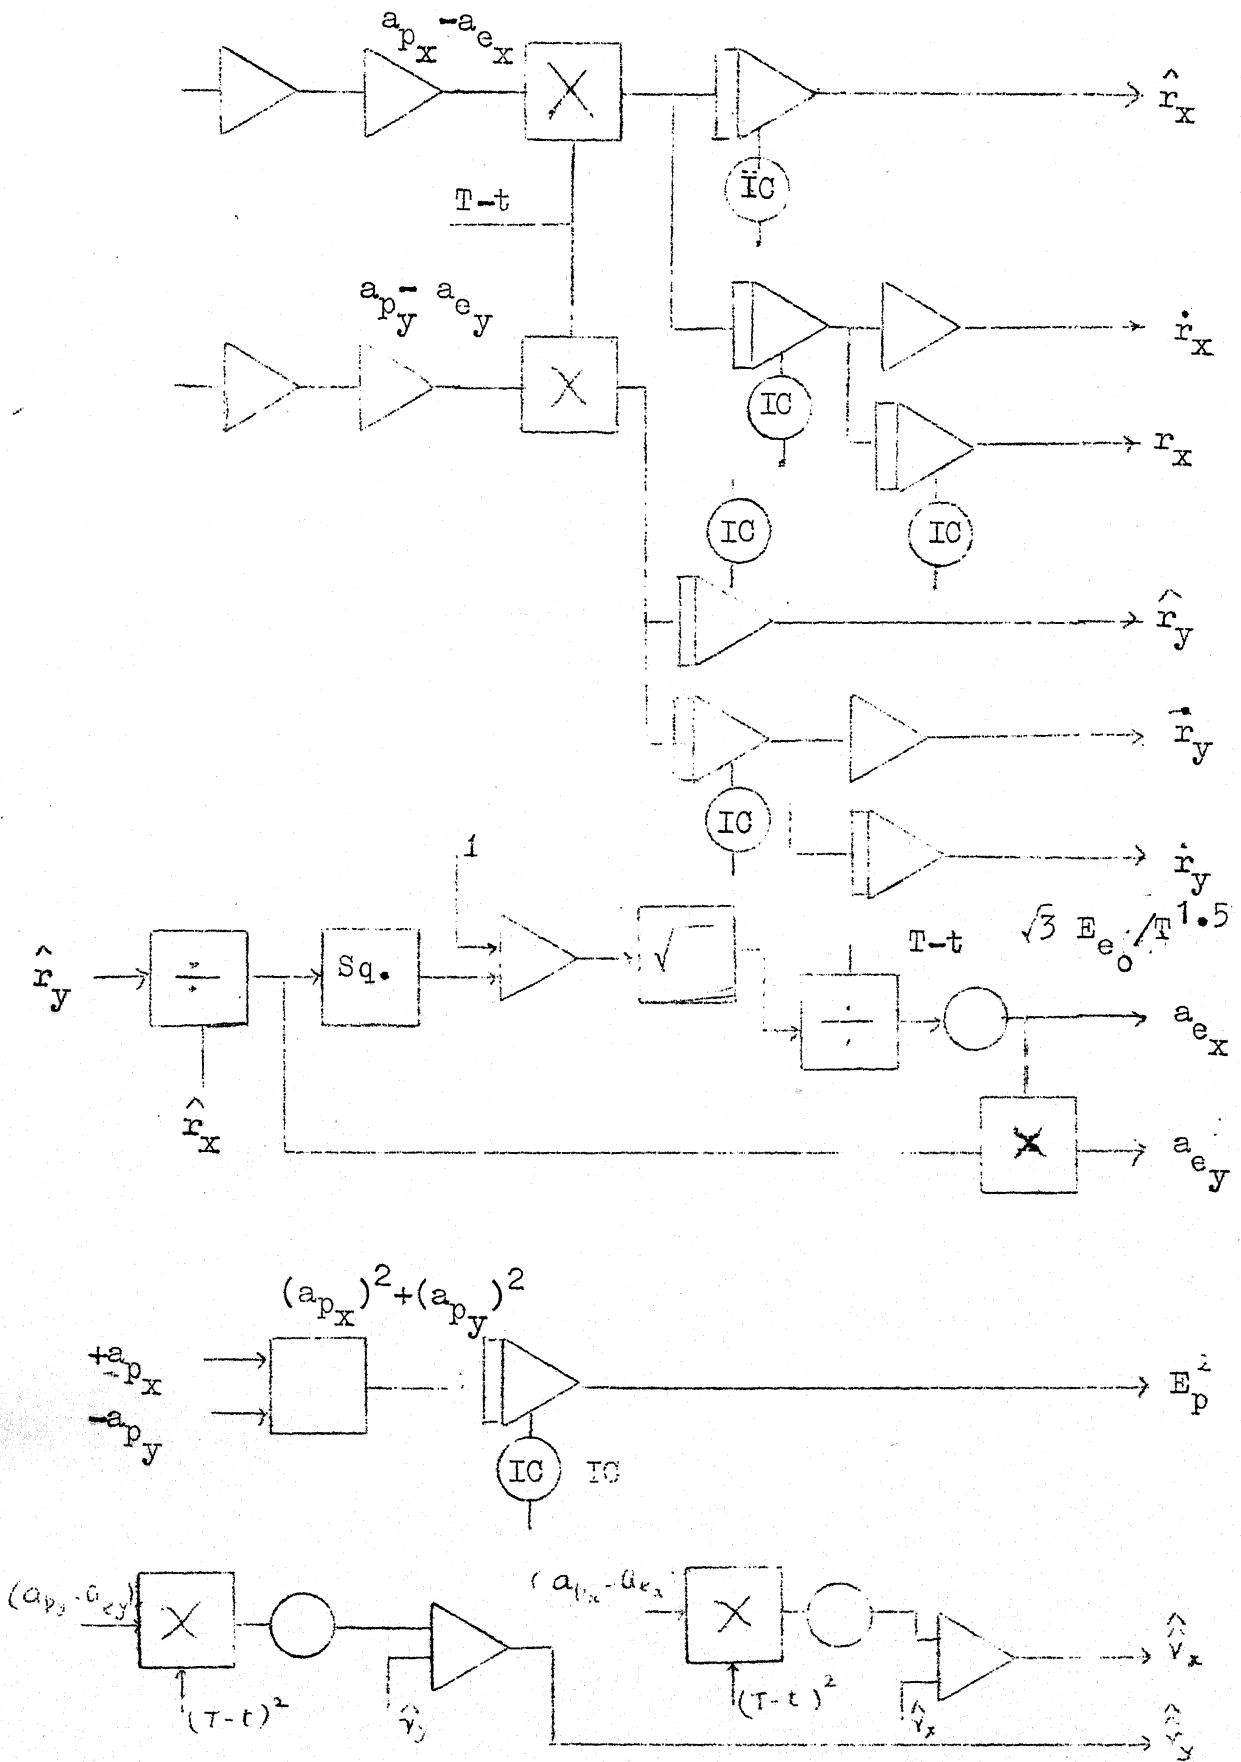 a_{p_x} - a_{e_x}
X
r̂_x
IC
T-t
a_{p_y} - a_{e_y}
X
ṙ_x
IC
r_x
IC
IC
r̂_y
ṙ_y
IC
1
ṙ_y
√3 E_{e_0}/T^{1.5}
T-t
r̂_y
÷
Sq.
√
÷
a_{e_x}
r̂_x
X
a_{e_y}
(a_{p_x})^2+(a_{p_y})^2
+a_{p_x}
-a_{p_y}
E_p^2
IC IC
(a_{p_y} - a_{e_y})
X
(a_{p_x} - a_{e_x}
X
(T-t)^2
r̂_y
(T-t)^2
r̂_x
r̂̂_x
r̂̂_y